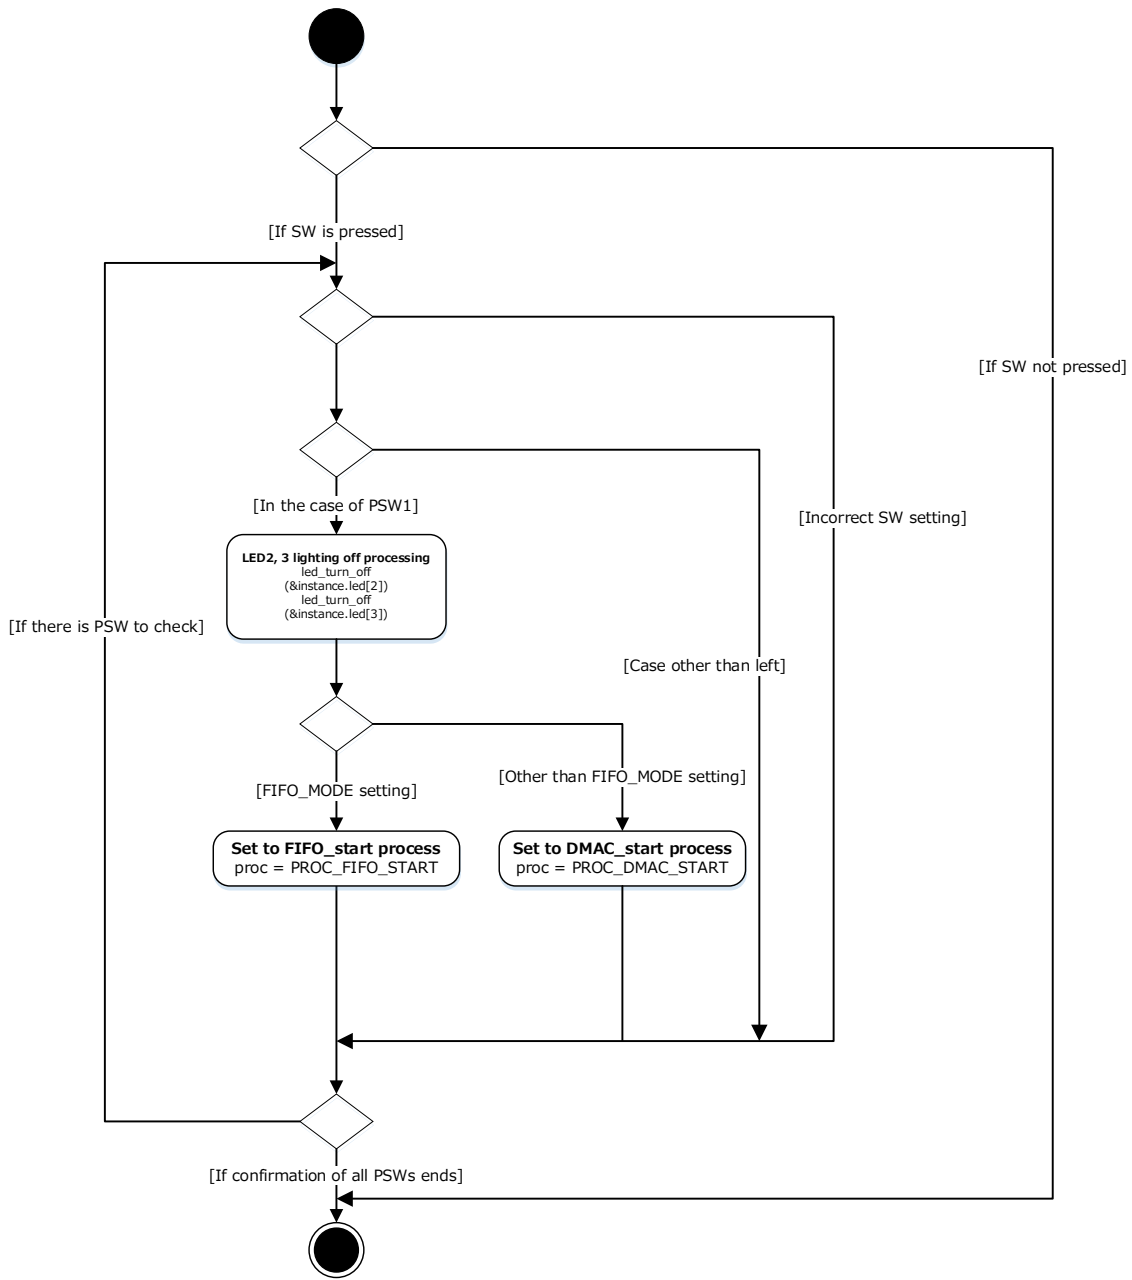 [If SW is pressed]
[If SW not pressed]
[In the case of PSW1]
[Incorrect SW setting]
LED2, 3 lighting off processing
led_turn_off
(&instance.led[2])
led_turn_off
(&instance.led[3])
[If there is PSW to check]
[Case other than left]
[FIFO_MODE setting]
[Other than FIFO_MODE setting]
Set to FIFO_start process
proc = PROC_FIFO_START
Set to DMAC_start process
proc = PROC_DMAC_START
[If confirmation of all PSWs ends]